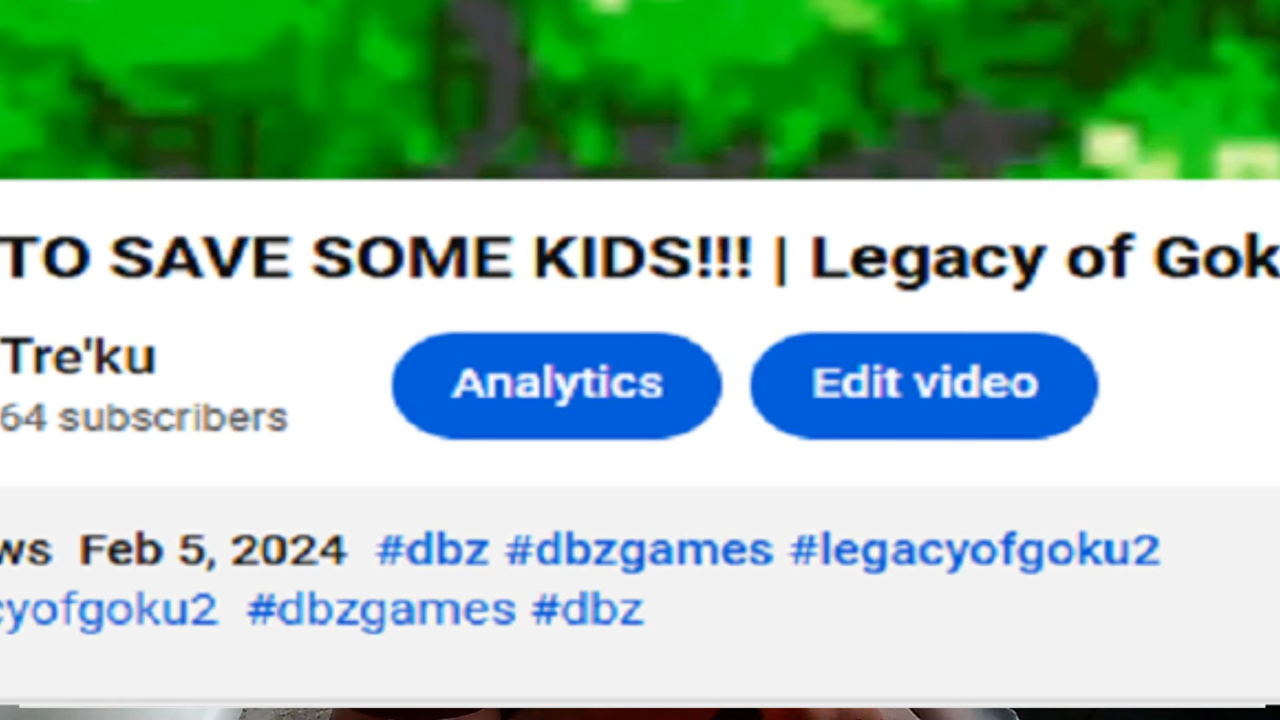 TO SAVE SOME KIDS!!! | Legacy of Gok
Tre'ku
64 subscribers
Analytics
Edit video
ws Feb 5, 2024 #dbz #dbzgames #legacyofgoku2
cyofgoku2 #dbzgames #dbz